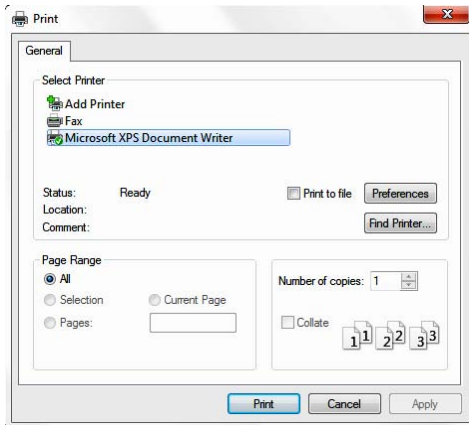 Print
General
Select Printer
Add Printer
Fax
Microsoft XPS Document Writer
Status: Ready
Print to file
Preferences
Location:
Comment:
Find Printer...
Page Range
All
Selection
Current Page
Pages:
Number of copies: 1
Collate
1 1 2 2 3 3
Print
Cancel
Apply